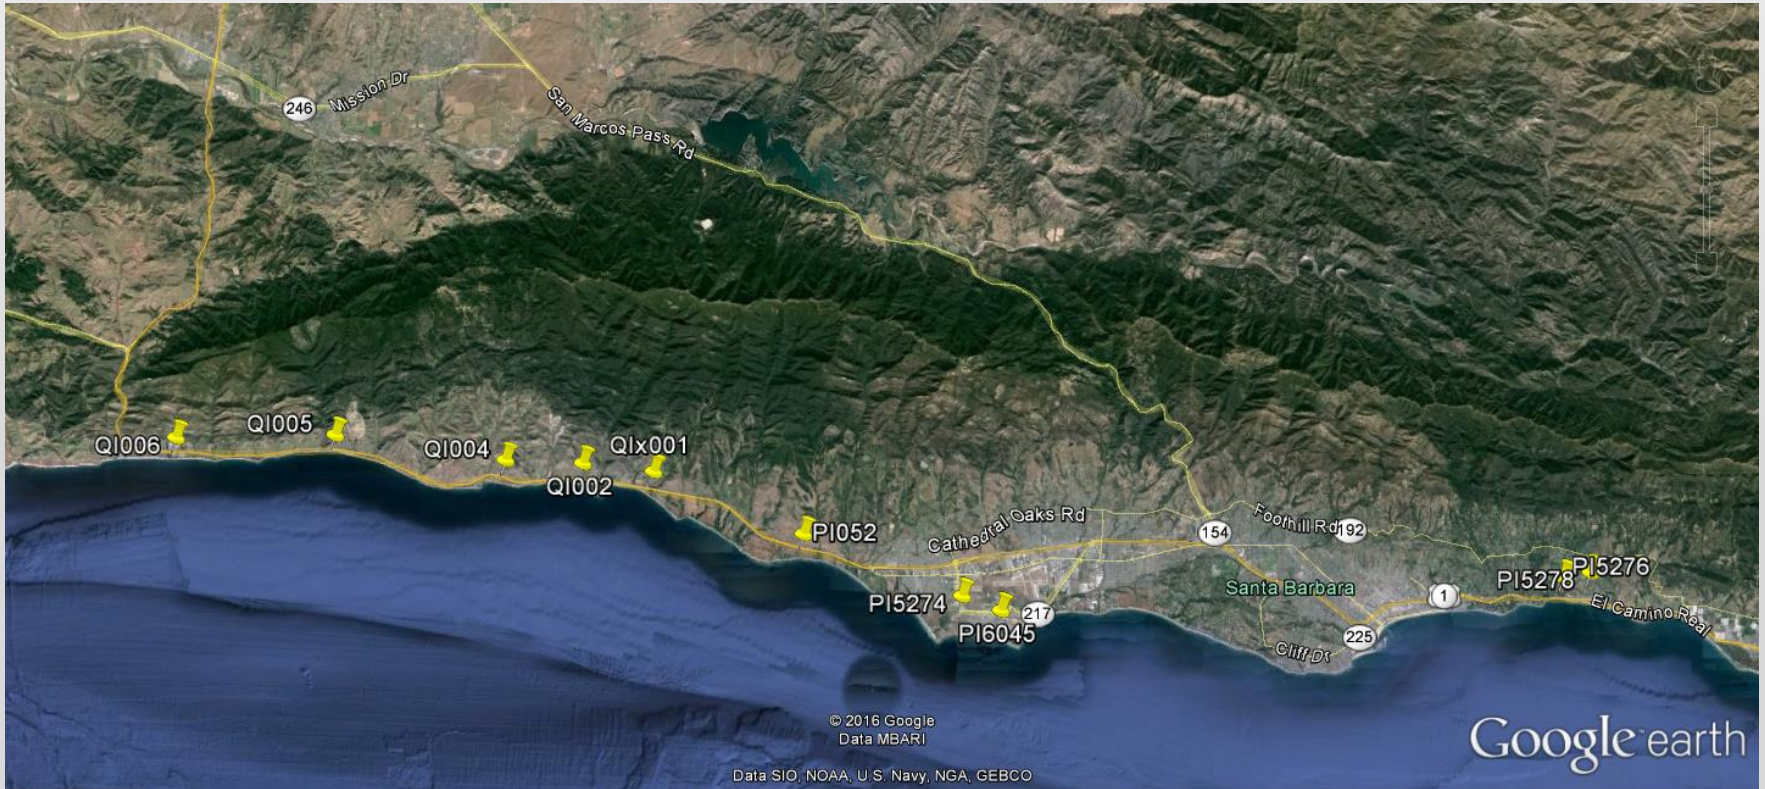 246
Mission Dr
San Marcos Pass Rd
QI006
QI005
QI004
QI002
QIx001
PI052
Cathedral Oaks Rd
154
Foothill Rd
192
PI5274
PI6045
217
Santa Barbara
1
225
Cliff Dr
PI5278
PI5276
El Camino Real
© 2016 Google
Data MBARI
Data SIO, NOAA, U.S. Navy, NGA, GEBCO
Google earth